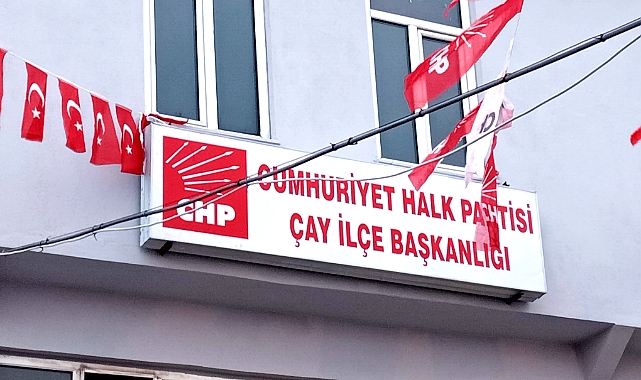 CHP
CUMHURİYET HALK PARTİSİ
ÇAY İLÇE BAŞKANLIĞI